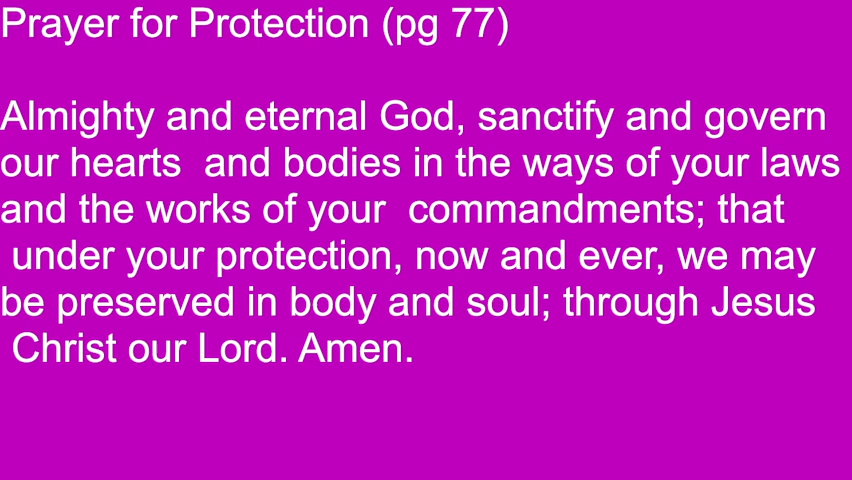 Prayer for Protection (pg 77)
Almighty and eternal God, sanctify and govern
our hearts  and bodies in the ways of your laws
and the works of your  commandments; that
under your protection, now and ever, we may
be preserved in body and soul; through Jesus
Christ our Lord. Amen.